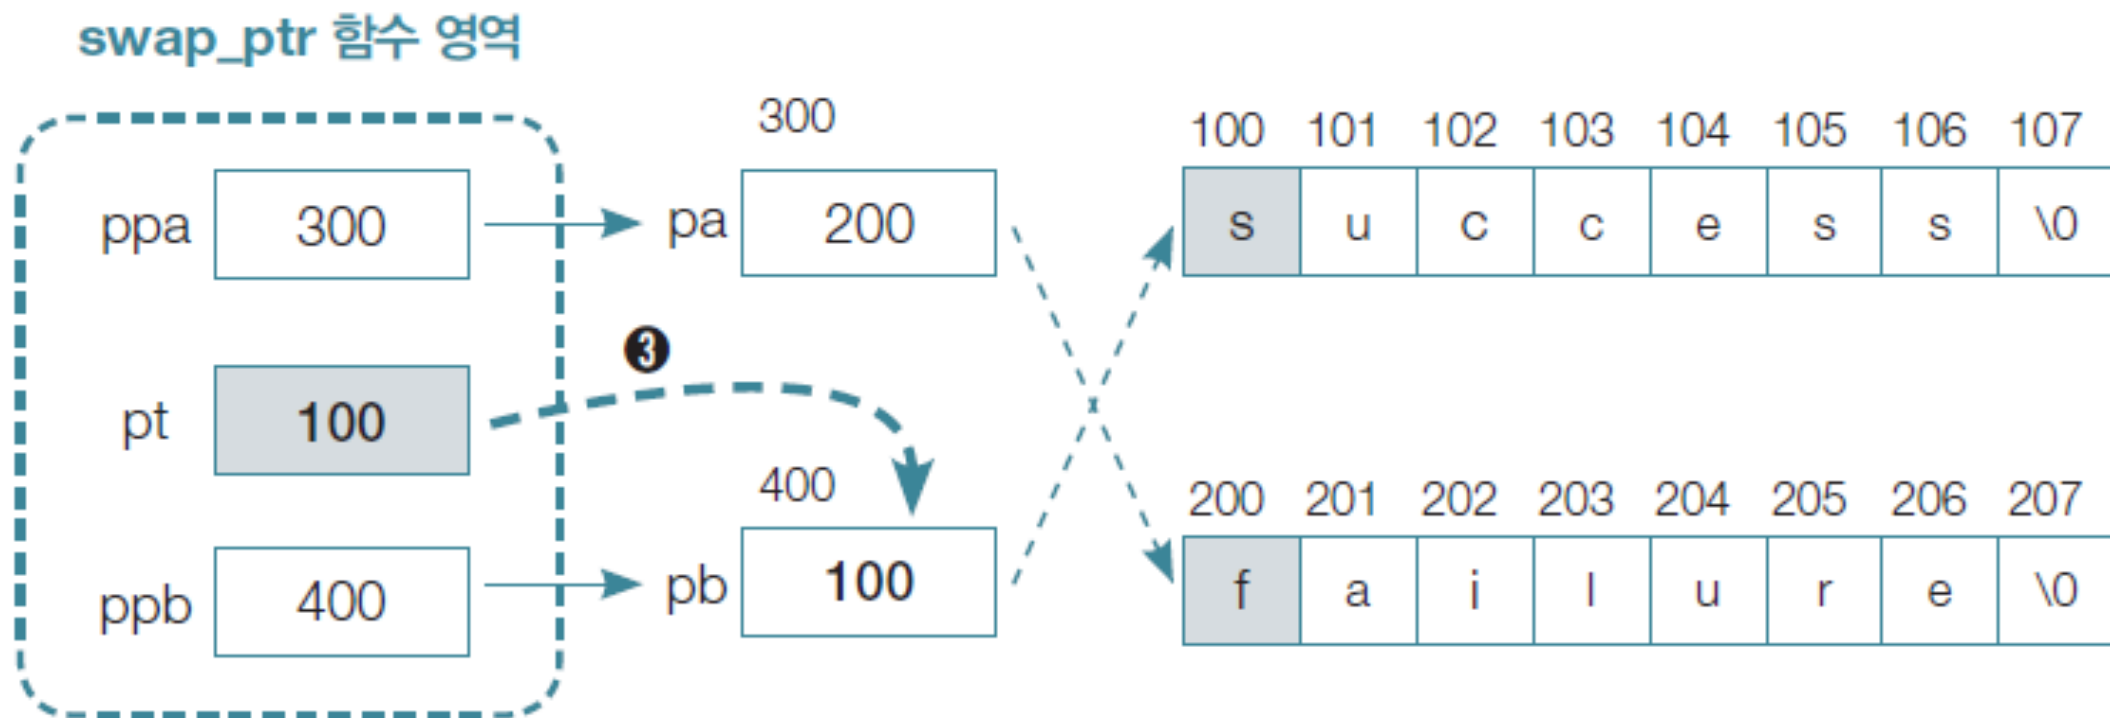 swap_ptr 함수 영역
300
100 101 102 103 104 105 106 107
ppa 300 pa 200 s u c c e s s \0
❸
pt 100
400
200 201 202 203 204 205 206 207
ppb 400 pb 100 f a i l u r e \0